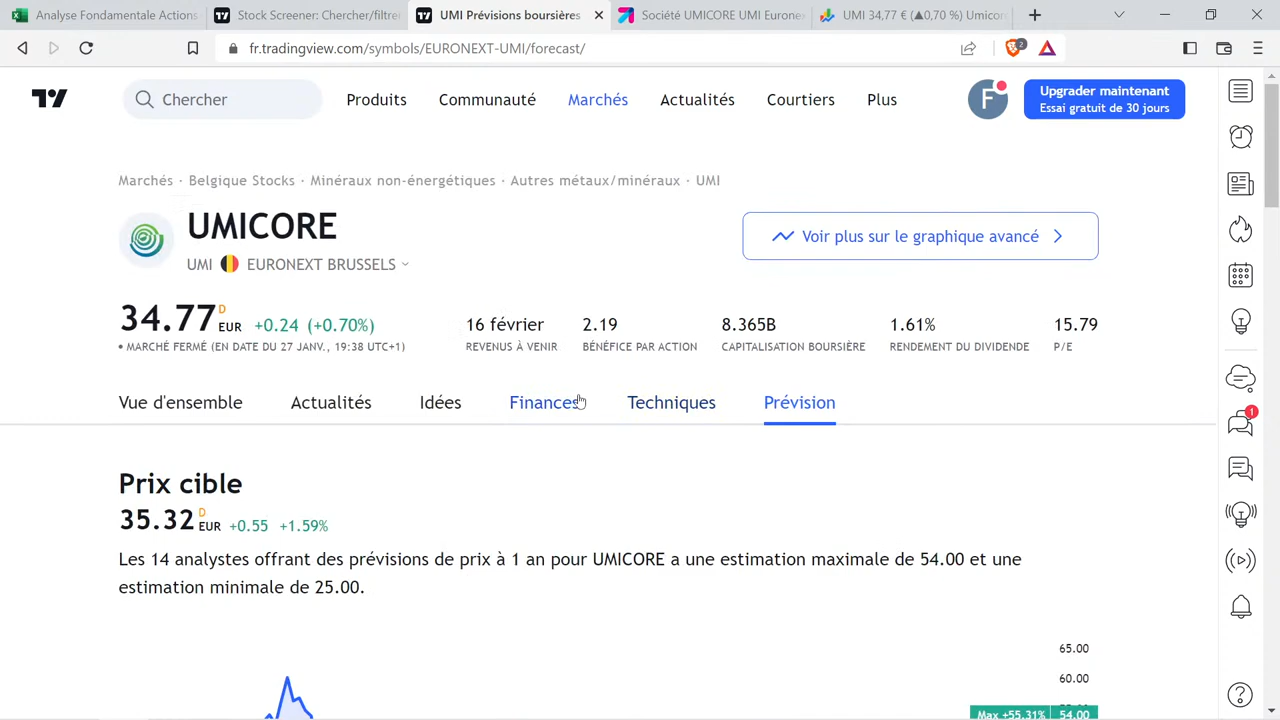 Analyse Fondamentale Actions
Stock Screener: Chercher filtrer
UMI Prévisions boursières
Société UMICORE UMI Euronex
UMI 34,77 € (▲0,70 %) Umicor
fr.tradingview.com/symbols/EURONEXT-UMI/forecast/
2
Chercher
Produits
Communauté
Marchés
Actualités
Courtiers
Plus
F
Upgrader maintenant
Essai gratuit de 30 jours
Marchés · Belgique Stocks · Minéraux non-énergétiques · Autres métaux/minéraux · UMI
UMICORE
UMI EURONEXT BRUSSELS
Voir plus sur le graphique avancé
34.77 D EUR +0.24 (+0.70%)
• MARCHÉ FERMÉ (EN DATE DU 27 JANV., 19:38 UTC+1)
16 février
REVENUS À VENIR
2.19
BÉNÉFICE PAR ACTION
8.365B
CAPITALISATION BOURSIÈRE
1.61%
RENDEMENT DU DIVIDENDE
15.79
P/E
Vue d'ensemble
Actualités
Idées
Finances
Techniques
Prévision
1
Prix cible
35.32 D EUR +0.55 +1.59%
Les 14 analystes offrant des prévisions de prix à 1 an pour UMICORE a une estimation maximale de 54.00 et une
estimation minimale de 25.00.
65.00
60.00
Max +55.31% 54.00